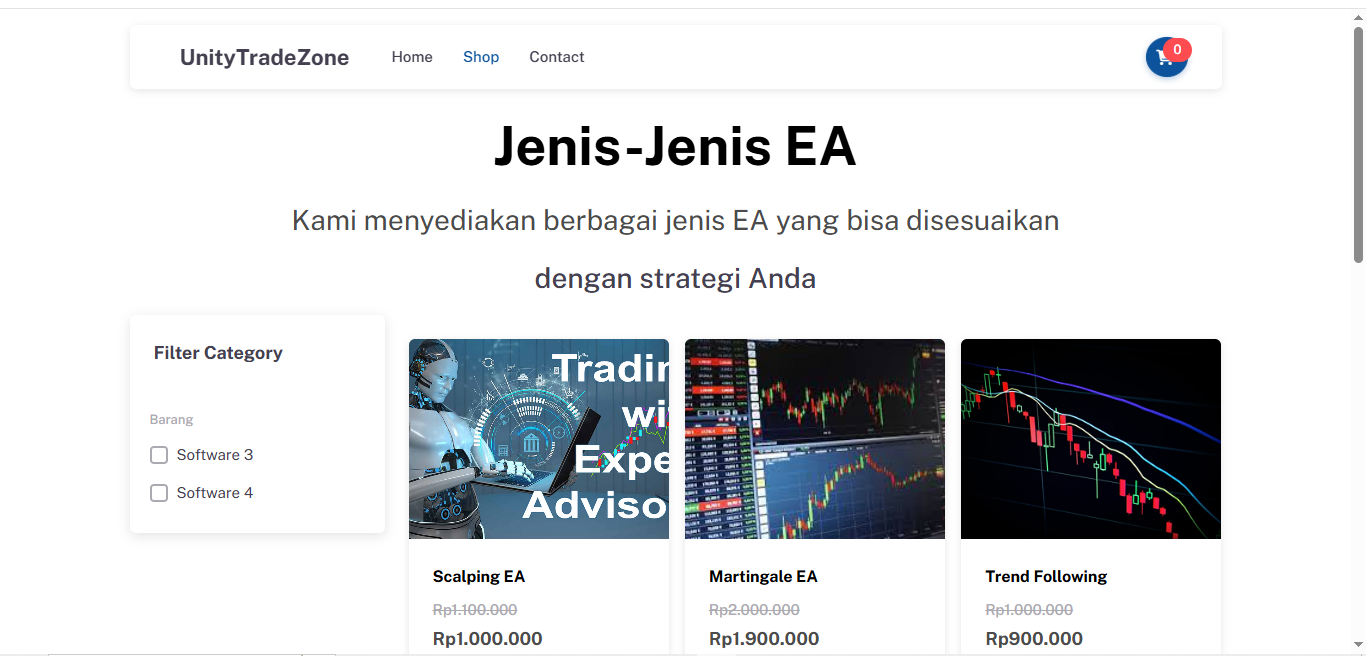 UnityTradeZone
Home
Shop
Contact
0
Jenis-Jenis EA
Kami menyediakan berbagai jenis EA yang bisa disesuaikan
dengan strategi Anda
Filter Category
Barang
Software 3
Software 4
Tradin
wi
Expe
Adviso
Scalping EA
Rp1.100.000
Rp1.000.000
Martingale EA
Rp2.000.000
Rp1.900.000
Trend Following
Rp1.000.000
Rp900.000